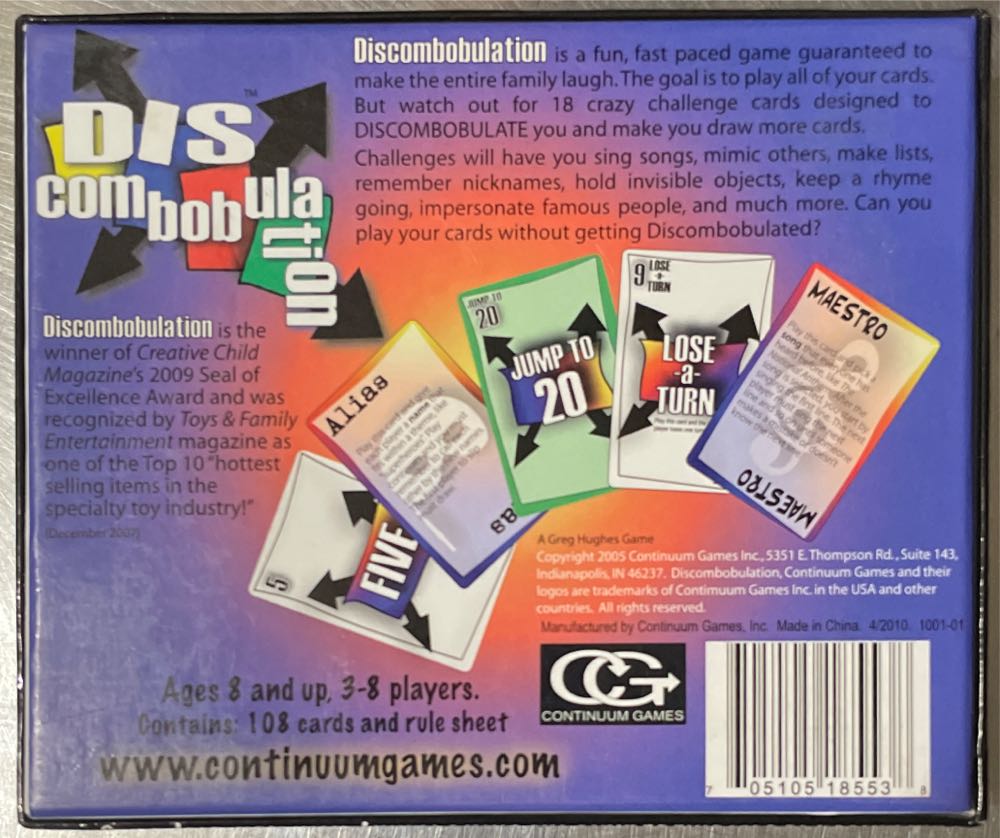 DIS™
combobulation
Discombobulation is a fun, fast paced game guaranteed to
make the entire family laugh. The goal is to play all of your cards.
But watch out for 18 crazy challenge cards designed to
DISCOMBOBULATE you and make you draw more cards.
Challenges will have you sing songs, mimic others, make lists,
remember nicknames, hold invisible objects, keep a rhyme
going, impersonate famous people, and much more. Can you
play your cards without getting Discombobulated?
Discombobulation is the
winner of Creative Child
Magazine's 2009 Seal of
Excellence Award and was
recognized by Toys & Family
Entertainment magazine as
one of the Top 10 "hottest
selling items in the
specialty toy industry!"
(December 2007)
5
FIVE
Alias
as
JUMP TO
20
JUMP TO
20
9 LOSE
-a-
TURN
LOSE
-a-
TURN
MAESTRO
MAESTRO
A Greg Hughes Game
Copyright 2005 Continuum Games Inc., 5351 E. Thompson Rd., Suite 143,
Indianapolis, IN 46237. Discombobulation, Continuum Games and their
logos are trademarks of Contimuum Games Inc. in the USA and other
countries. All rights reserved.
Manufactured by Continuum Games, Inc. Made in China. 4/2010. 1001-01
CG
CONTINUUM GAMES
7 05105 18553 8
Ages 8 and up, 3-8 players.
Contains: 108 cards and rule sheet
www.continuumgames.com